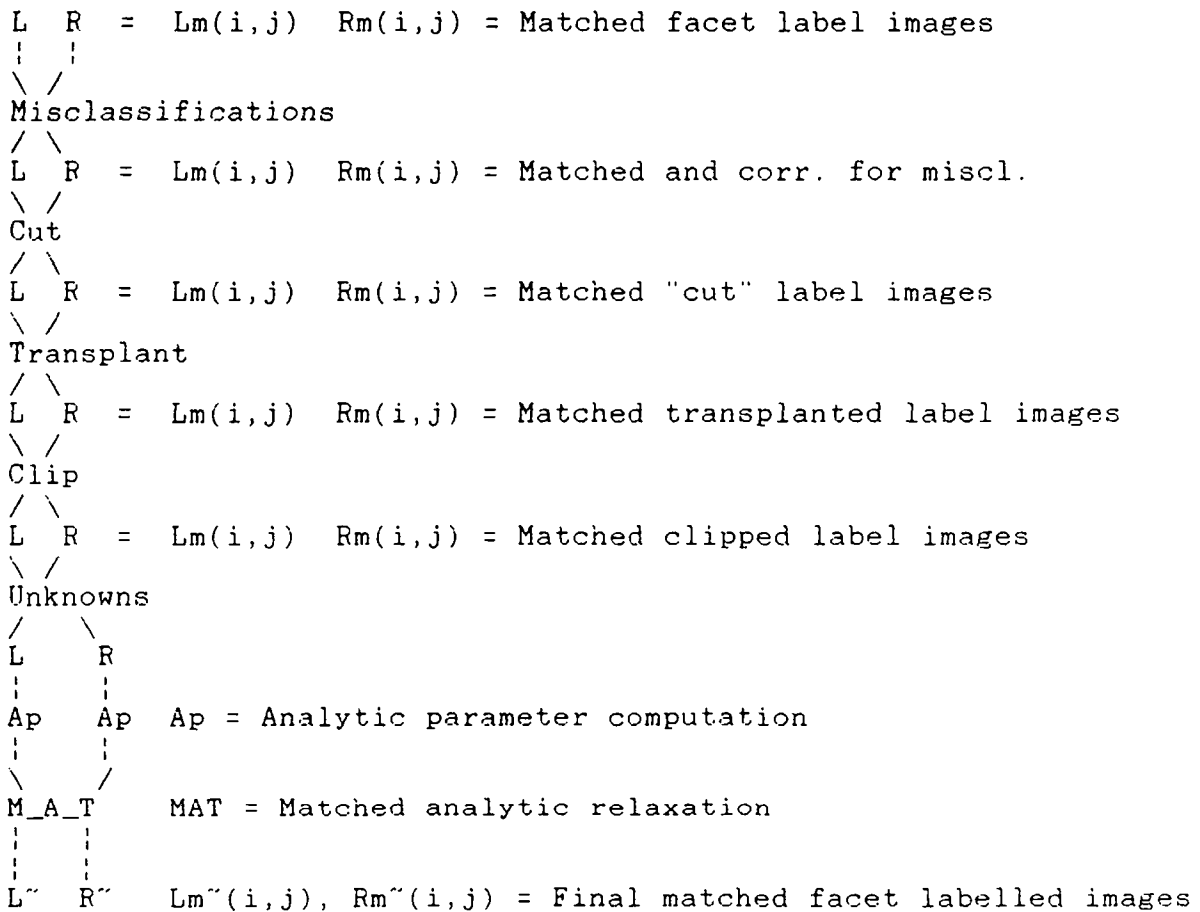 L R = Lm(i,j) Rm(i,j) = Matched facet label images
Misclassifications
L R = Lm(i,j) Rm(i,j) = Matched and corr. for miscl.
Cut
L R = Lm(i,j) Rm(i,j) = Matched "cut" label images
Transplant
L R = Lm(i,j) Rm(i,j) = Matched transplanted label images
Clip
L R = Lm(i,j) Rm(i,j) = Matched clipped label images
Unknowns
L R
Ap Ap Ap = Analytic parameter computation
M_A_T MAT = Matched analytic relaxation
L~ R~ Lm~(i,j), Rm~(i,j) = Final matched facet labelled images